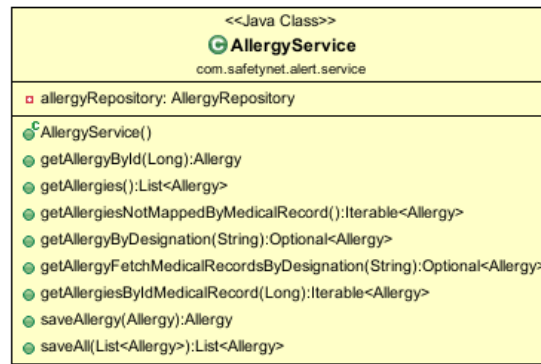 <<Java Class>>
AllergyService
com.safetynet.alert.service
allergyRepository: AllergyRepository
AllergyService()
getAllergyById(Long):Allergy
getAllergies():List<Allergy>
getAllergiesNotMappedByMedicalRecord():Iterable<Allergy>
getAllergyByDesignation(String):Optional<Allergy>
getAllergyFetchMedicalRecordsByDesignation(String):Optional<Allergy>
getAllergiesByIdMedicalRecord(Long):Iterable<Allergy>
saveAllergy(Allergy):Allergy
saveAll(List<Allergy>):List<Allergy>